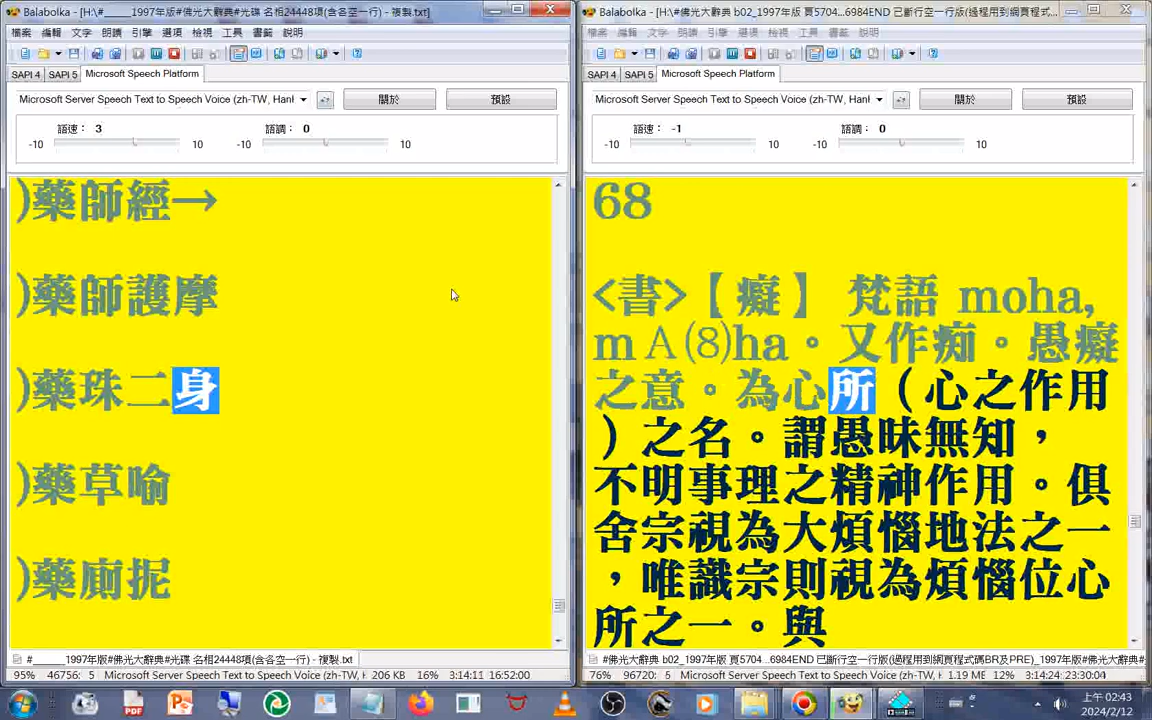 Balabolka - [H:\#_____1997年版#佛光大辭典#光碟 名相24448項(含各空一行) - 複製.txt]
檔案 編輯 文字 朗讀 引擎 選項 檢視 工具 書籤 說明
SAPI 4 SAPI 5 Microsoft Speech Platform
Microsoft Server Speech Text to Speech Voice (zh-TW, Hanl
關於
預設
語速： 3
語調： 0
-10 10 -10 10
)藥師經→
)藥師護摩
)藥珠二身
)藥草喻
)藥廁抳
#_____1997年版#佛光大辭典#光碟 名相24448項(含各空一行) - 複製.txt
95% 46756: 5 Microsoft Server Speech Text to Speech Voice (zh-TW, H 206 KB 16% 3:14:11 16:52:00
Balabolka - [H:\#佛光大辭典 b02_1997年版 頁5704...6984END 已斷行空一行版(過程用到網頁程式...
檔案 編輯 文字 朗讀 引擎 選項 檢視 工具 書籤 說明
SAPI 4 SAPI 5 Microsoft Speech Platform
Microsoft Server Speech Text to Speech Voice (zh-TW, Hanl
關於
預設
語速： -1
語調： 0
-10 10 -10 10
68
<書>【癡】 梵語 moha,
mＡ(8)ha。又作痴。愚癡
之意。為心所（心之作用
）之名。謂愚昧無知，
不明事理之精神作用。俱
舍宗視為大煩惱地法之一
，唯識宗則視為煩惱位心
所之一。與
#佛光大辭典 b02_1997年版 頁5704...6984END 已斷行空一行版(過程用到網頁程式碼BR及PRE)_1997年版#
76% 96720: 5 Microsoft Server Speech Text to Speech Voice (zh-TW, H 1.19 MB 12% 3:14:24:23:30:04
上午 02:43
2024/2/12